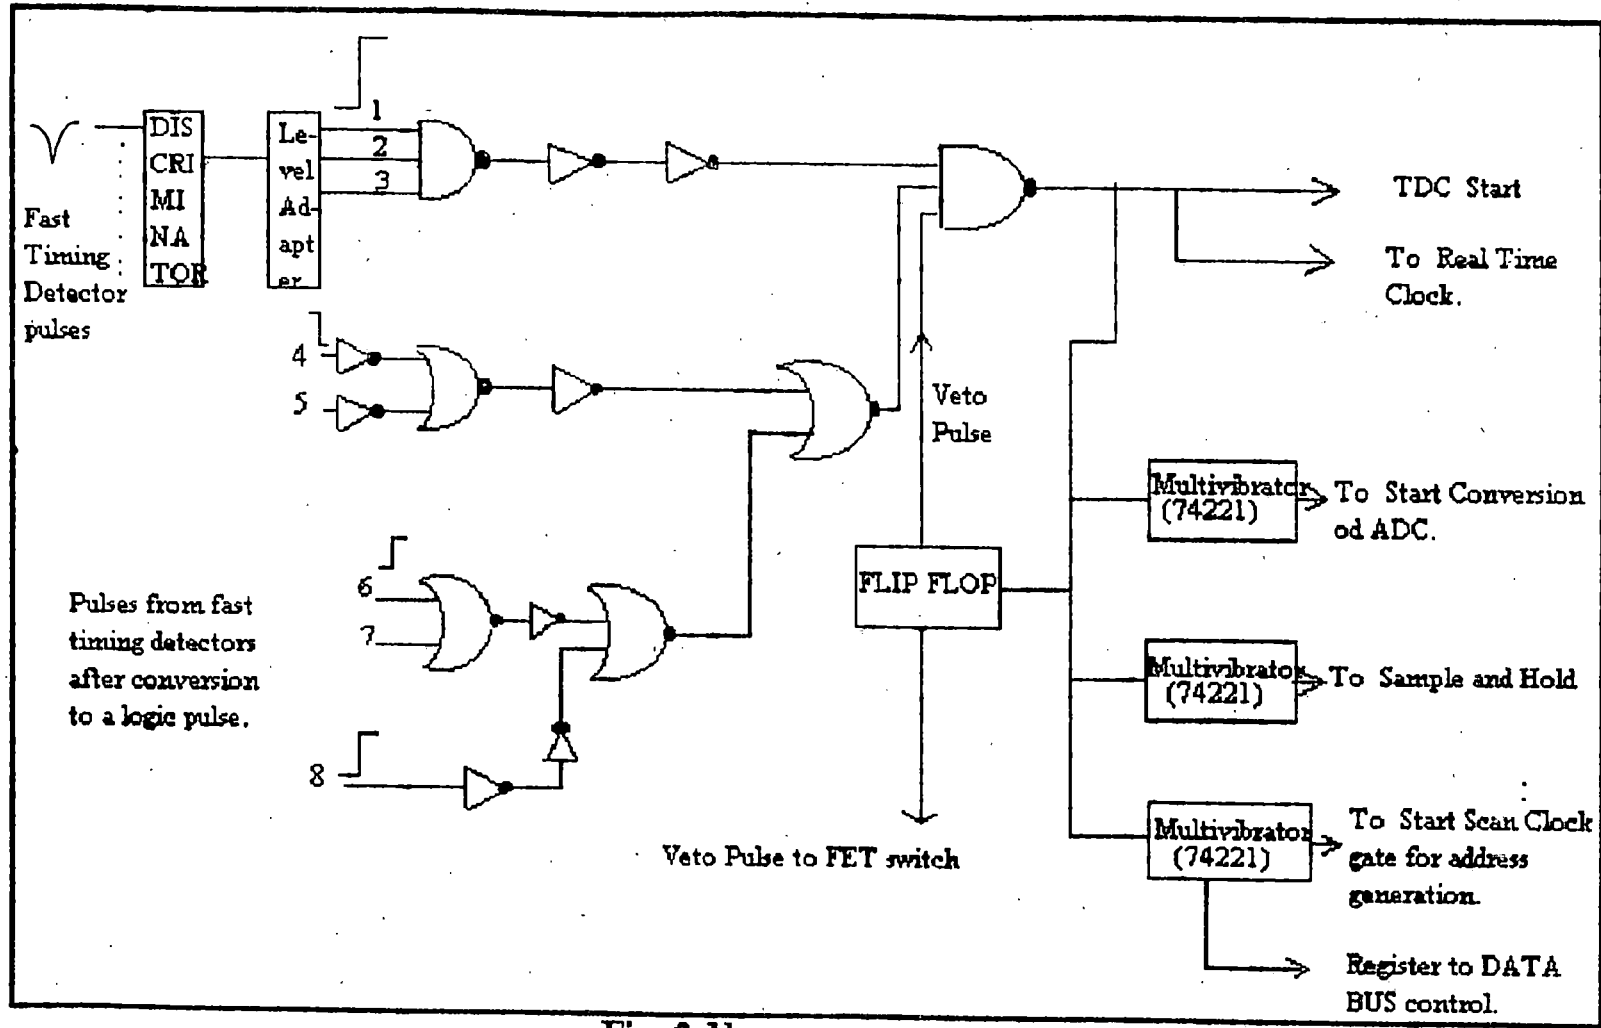 1
2
3
DIS
CRI
MI
NA
TOR
Le-
vel
Ad-
apt
er
Fast
Timing
Detector
pulses
TDC Start
To Real Time
Clock.
4
5
Veto
Pulse
Multivibrator
(74221)
To Start Conversion
od ADC.
6
7
FLIP FLOP
Pulses from fast
timing detectors
after conversion
to a logic pulse.
Multivibrator
(74221)
To Sample and Hold
8
Veto Pulse to FET switch
Multivibrator
(74221)
To Start Scan Clock
gate for address
generation.
Register to DATA
BUS control.